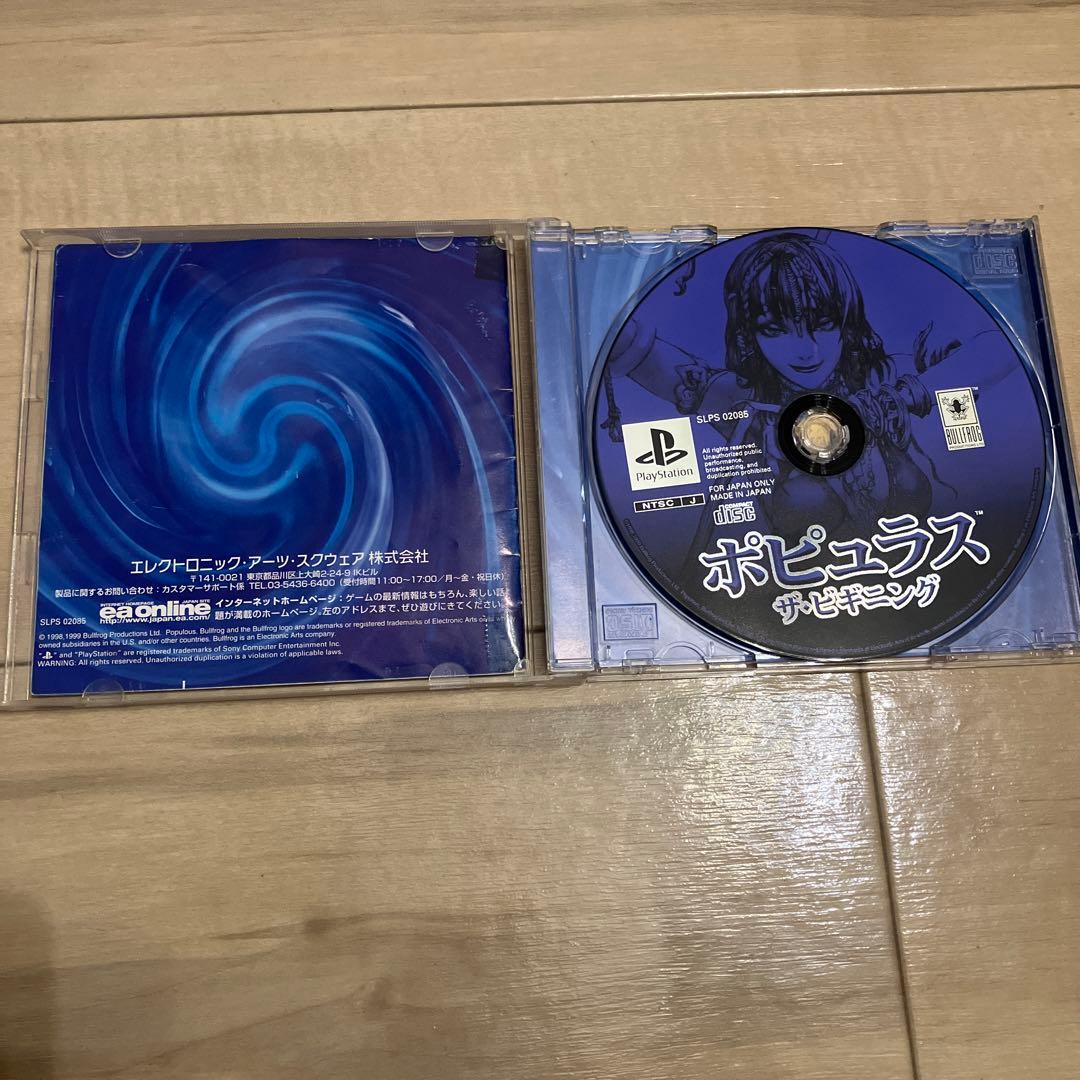 エレクトロニック・アーツ・スクウェア 株式会社
〒141-0021 東京都品川区上大崎2-24-9 IKビル
製品に関するお問い合わせ：カスタマーサポート係 TEL.03-5436-6400（受付時間11:00～17:00／月～金・祝日休）
INTERNET HOMEPAGE JAPAN SITE
ea online
http://www.japan.ea.com/
インターネットホームページ：ゲームの最新情報はもちろん、楽しい話
題が満載のホームページ。左のアドレスまで、ぜひ遊びにきてください。
SLPS 02085
© 1998,1999 Bullfrog Productions Ltd. Populous, Bullfrog and the Bullfrog logo are trademarks or registered trademarks of Electronic Arts
owned subsidiaries in the U.S. and/or other countries. Bullfrog is an Electronic Arts company.
" " and "PlayStation" are registered trademarks of Sony Computer Entertainment Inc.
WARNING: All rights reserved. Unauthorized duplication is a violation of applicable laws.
SLPS 02085
PlayStation
All rights reserved.
Unauthorized public
performance,
broadcasting, and
duplication prohibited.
NTSC J
FOR JAPAN ONLY
MADE IN JAPAN
COMPACT
disc
BULLFROG
TM
ポピュラス™
ザ・ビギニング
disc